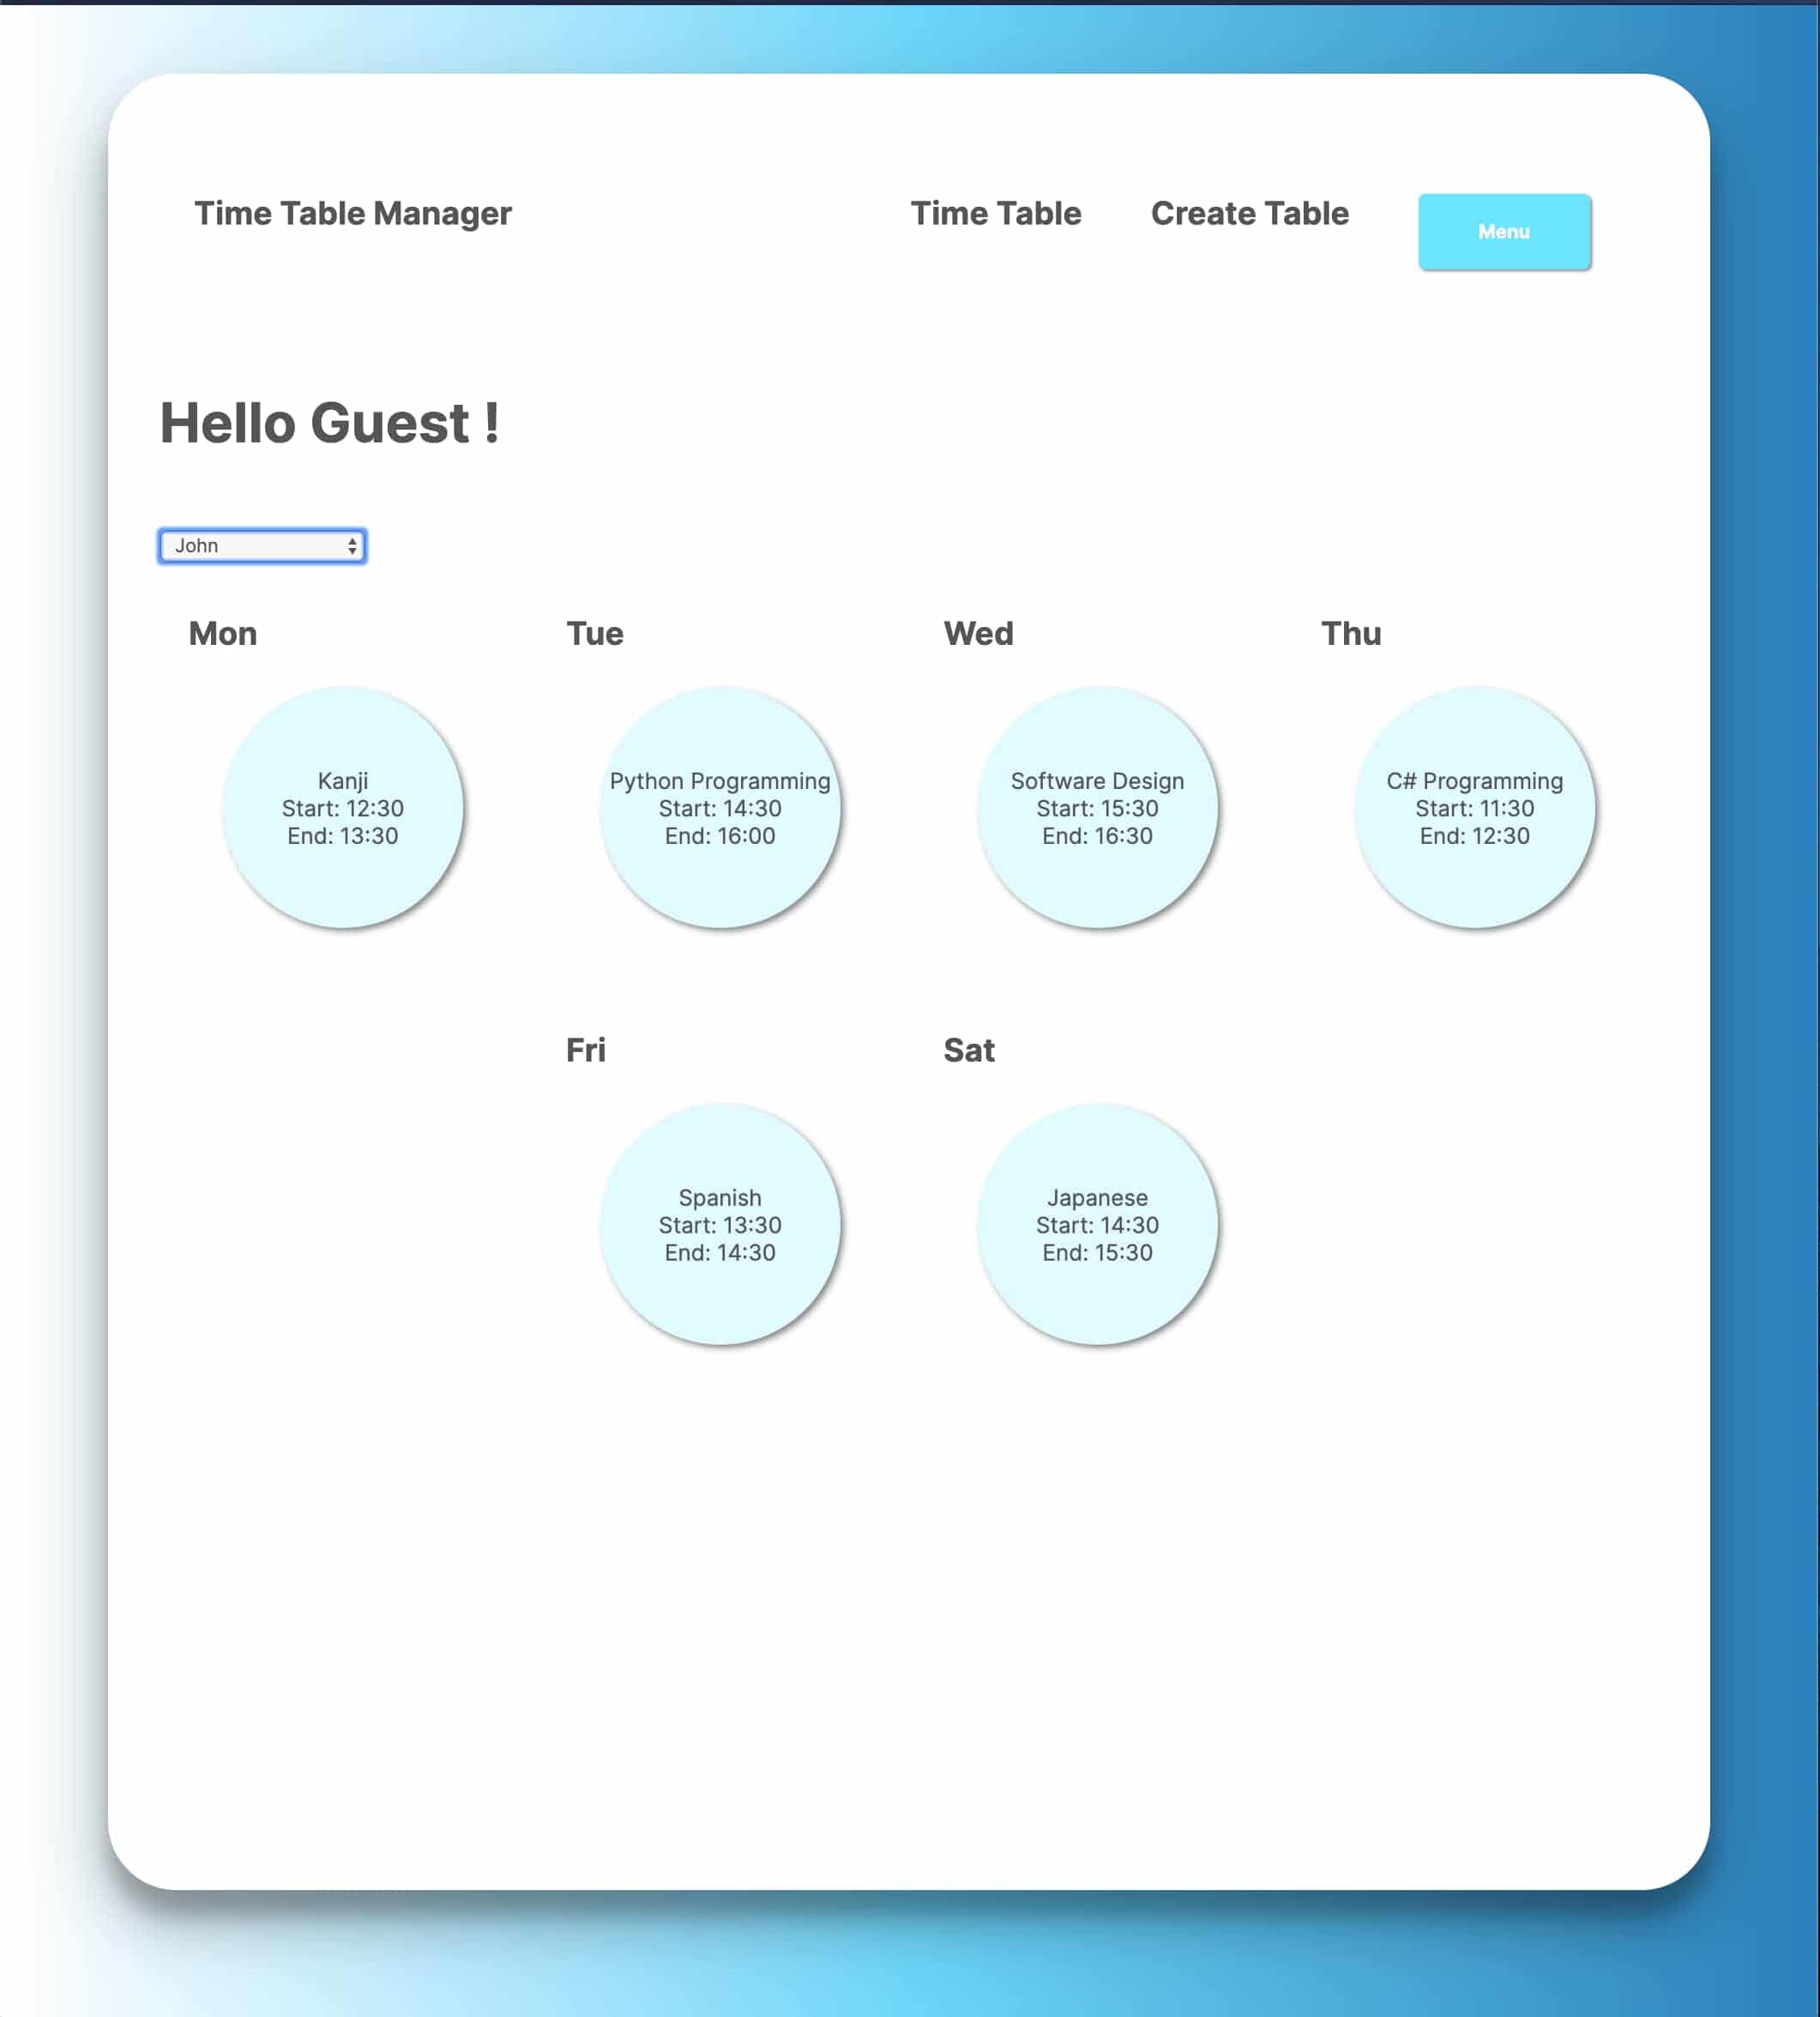 Time Table Manager
Time Table
Create Table
Menu
Hello Guest !
John
Mon
Tue
Wed
Thu
Kanji
Start: 12:30
End: 13:30
Python Programming
Start: 14:30
End: 16:00
Software Design
Start: 15:30
End: 16:30
C# Programming
Start: 11:30
End: 12:30
Fri
Sat
Spanish
Start: 13:30
End: 14:30
Japanese
Start: 14:30
End: 15:30